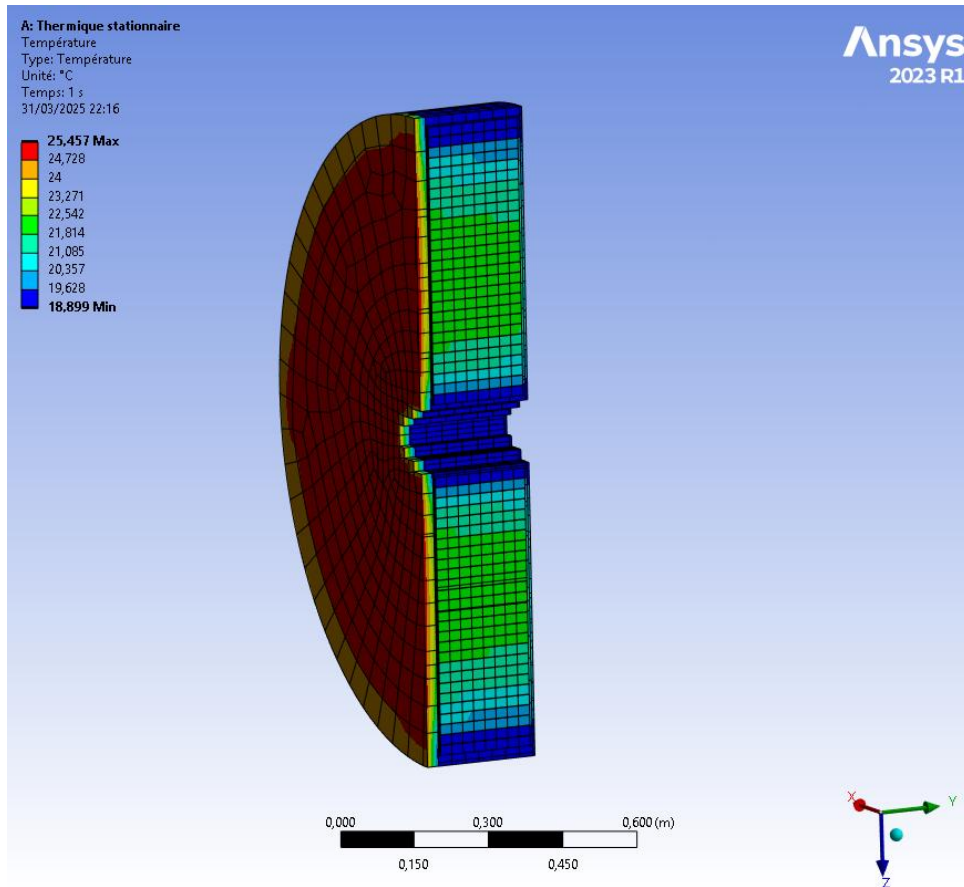 A: Thermique stationnaire
Température
Type: Température
Unité: °C
Temps: 1 s
31/03/2025 22:16
25,457 Max
24,728
24
23,271
22,542
21,814
21,085
20,357
19,628
18,899 Min
Ansys
2023 R1
0,000
0,300
0,600 (m)
0,150
0,450
X
Y
Z